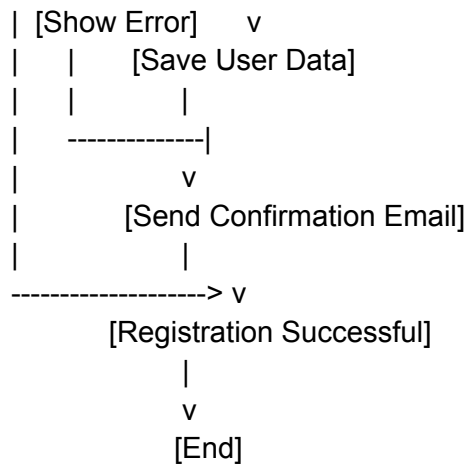 | [Show Error] v
| | [Save User Data]
| | |
| --------------|
| v
| [Send Confirmation Email]
| |
--------------------> v
[Registration Successful]
|
v
[End]